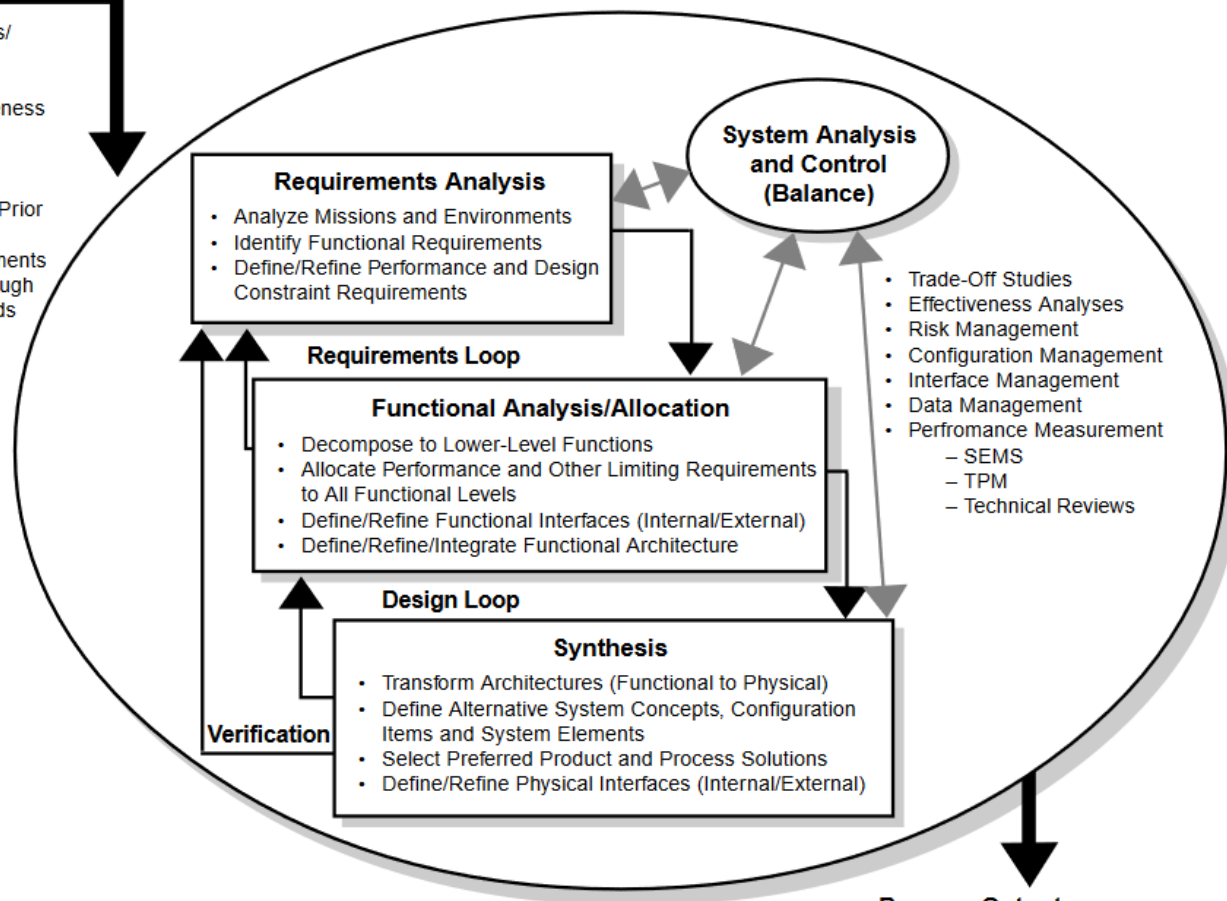 s/
ness
Prior
nents
ugh
ds
System Analysis
and Control
(Balance)
Requirements Analysis
• Analyze Missions and Environments
• Identify Functional Requirements
• Define/Refine Performance and Design
Constraint Requirements
• Trade-Off Studies
• Effectiveness Analyses
• Risk Management
• Configuration Management
• Interface Management
• Data Management
• Perfromance Measurement
– SEMS
– TPM
– Technical Reviews
Requirements Loop
Functional Analysis/Allocation
• Decompose to Lower-Level Functions
• Allocate Performance and Other Limiting Requirements
to All Functional Levels
• Define/Refine Functional Interfaces (Internal/External)
• Define/Refine/Integrate Functional Architecture
Design Loop
Synthesis
• Transform Architectures (Functional to Physical)
• Define Alternative System Concepts, Configuration
Items and System Elements
• Select Preferred Product and Process Solutions
• Define/Refine Physical Interfaces (Internal/External)
Verification